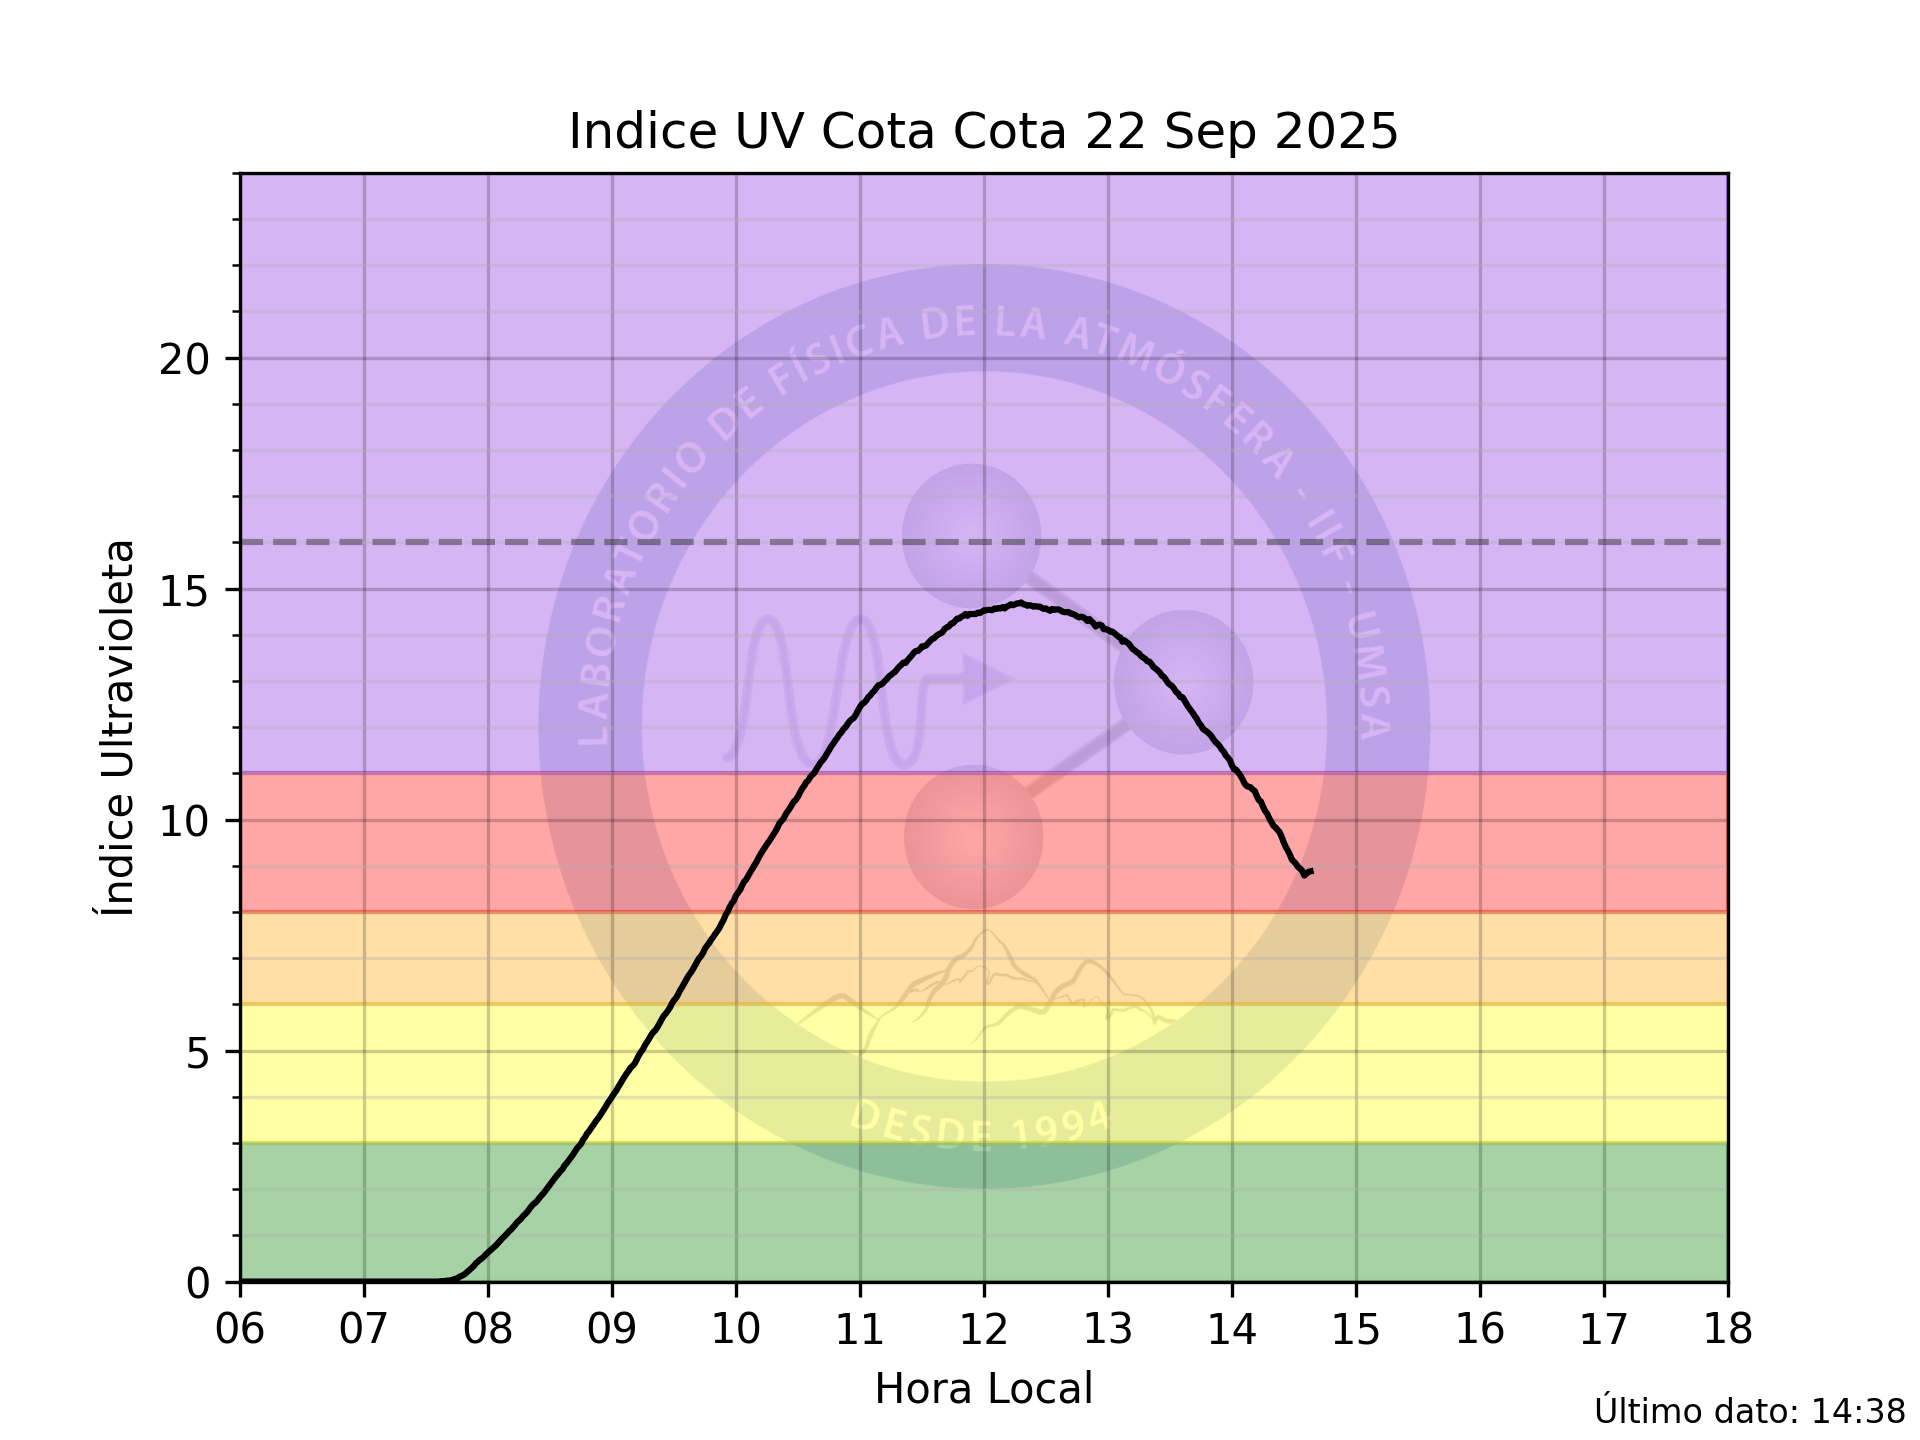 Indice UV Cota Cota 22 Sep 2025
LABORATORIO DE FÍSICA DE LA ATMÓSFERA - IIF - UMSA
DESDE 1994
Índice Ultravioleta
20
15
10
5
0
06 07 08 09 10 11 12 13 14 15 16 17 18
Hora Local
Último dato: 14:38